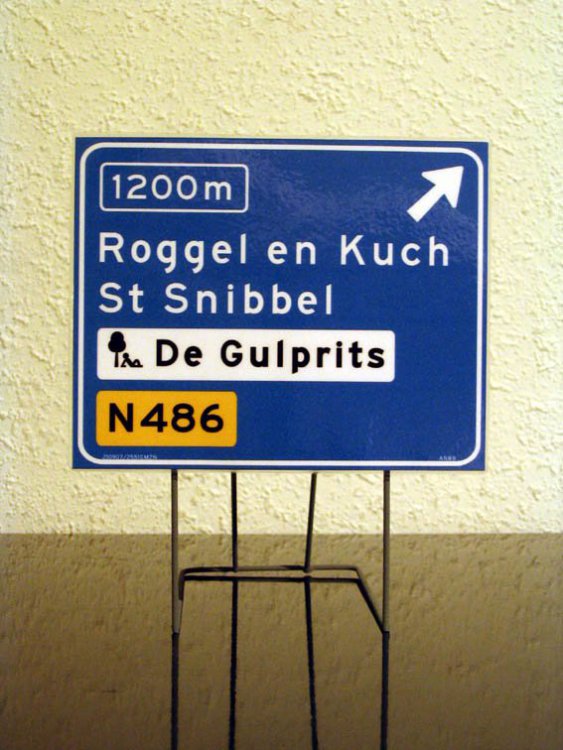 1200m
Roggel en Kuch
St Snibbel
De Gulprits
N486